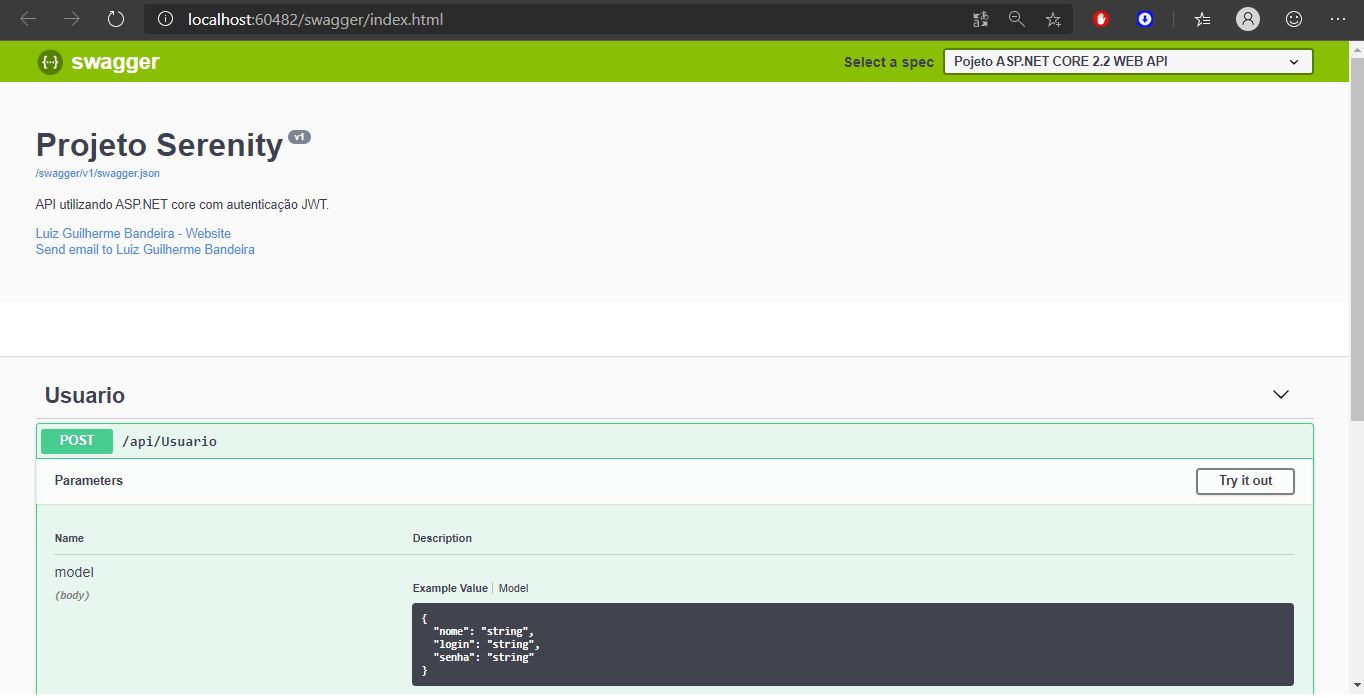 localhost:60482/swagger/index.html
swagger
Select a spec
Pojeto ASP.NET CORE 2.2 WEB API
Projeto Serenity v1
/swagger/v1/swagger.json
API utilizando ASP.NET core com autenticação JWT.
Luiz Guilherme Bandeira - Website
Send email to Luiz Guilherme Bandeira
Usuario
POST /api/Usuario
Parameters
Try it out
Name
Description
model
(body)
Example Value
Model
{
"nome": "string",
"login": "string",
"senha": "string"
}